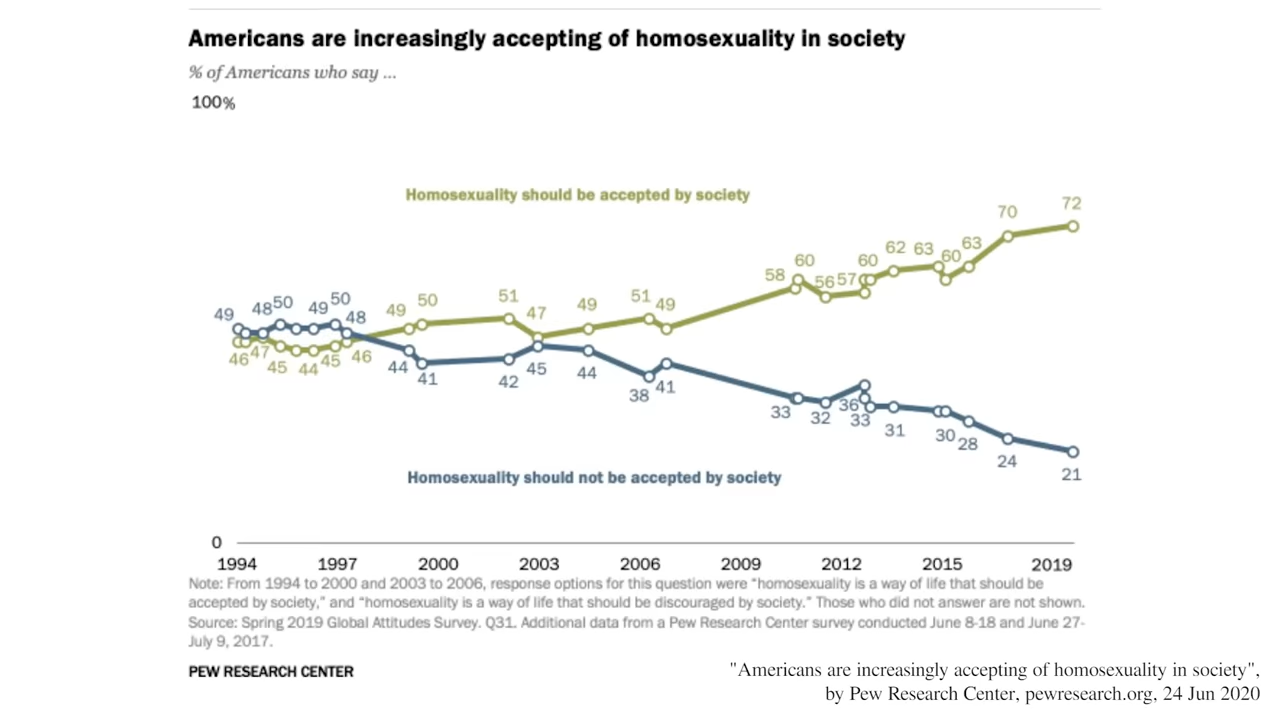 Americans are increasingly accepting of homosexuality in society
% of Americans who say ...
100%
Homosexuality should be accepted by society
49 48 50 49 50 48
46 47 45 44 45 46
49 50 51 47 49 51 49 58 60 56 57 60 62 63 60 63 70 72
44 41 42 45 44 38 41 33 32 36 33 31 30 28 24 21
Homosexuality should not be accepted by society
0
1994 1997 2000 2003 2006 2009 2012 2015 2019
Note: From 1994 to 2000 and 2003 to 2006, response options for this question were "homosexuality is a way of life that should be
accepted by society," and "homosexuality is a way of life that should be discouraged by society." Those who did not answer are not shown.
Source: Spring 2019 Global Attitudes Survey. Q31. Additional data from a Pew Research Center survey conducted June 8-18 and June 27-
July 9, 2017.
PEW RESEARCH CENTER
"Americans are increasingly accepting of homosexuality in society",
by Pew Research Center, pewresearch.org, 24 Jun 2020